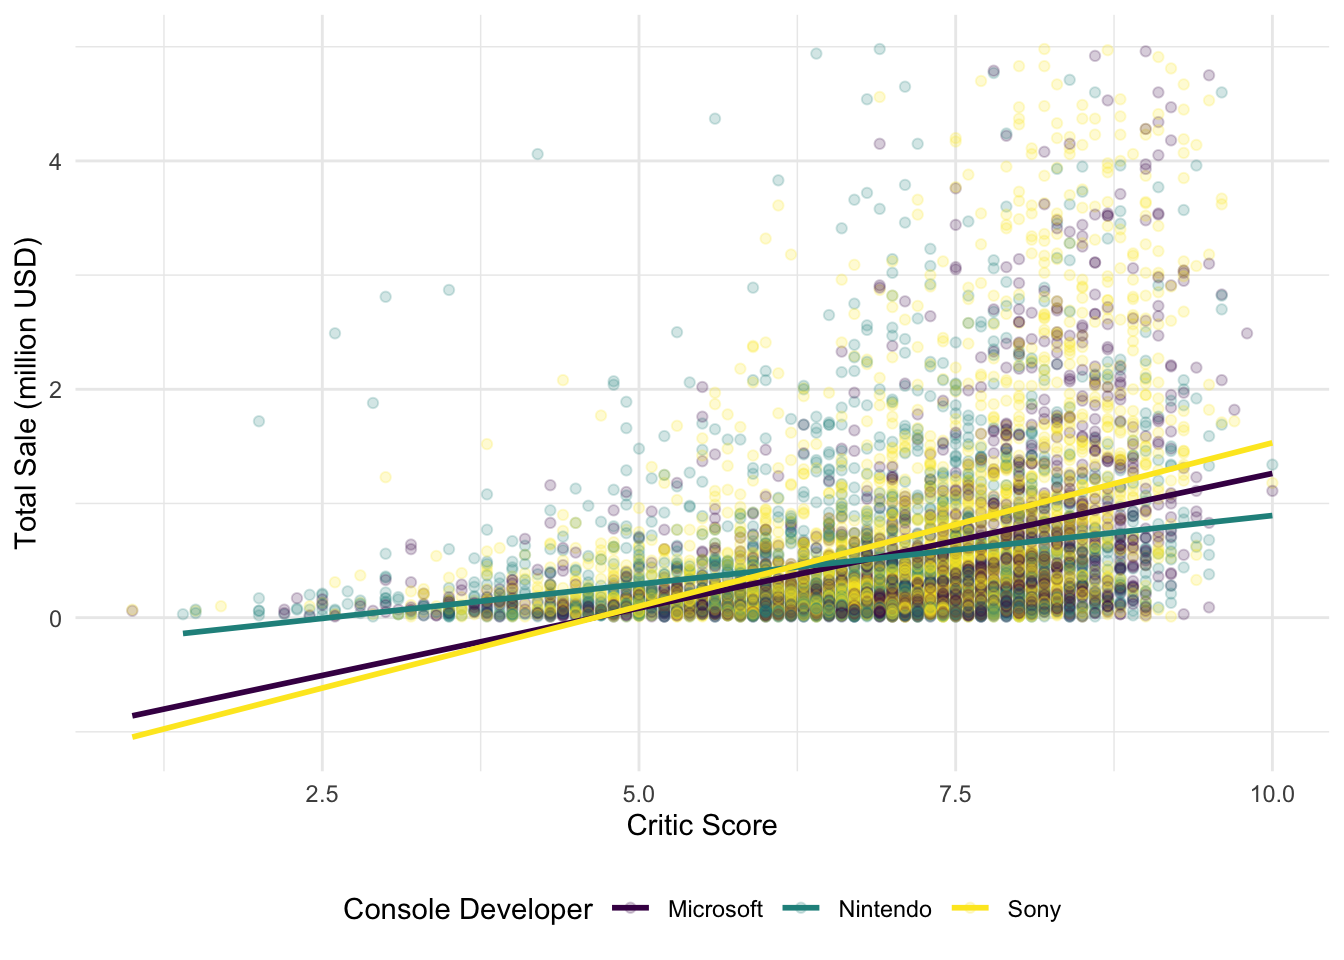 Total Sale (million USD)
4
2
0
2.5 5.0 7.5 10.0
Critic Score
Console Developer Microsoft Nintendo Sony